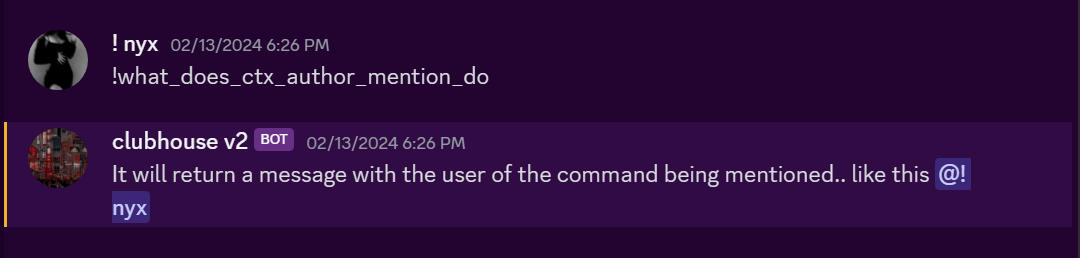 ! nyx 02/13/2024 6:26 PM
!what_does_ctx_author_mention_do
clubhouse v2 BOT 02/13/2024 6:26 PM
It will return a message with the user of the command being mentioned.. like this @!
nyx